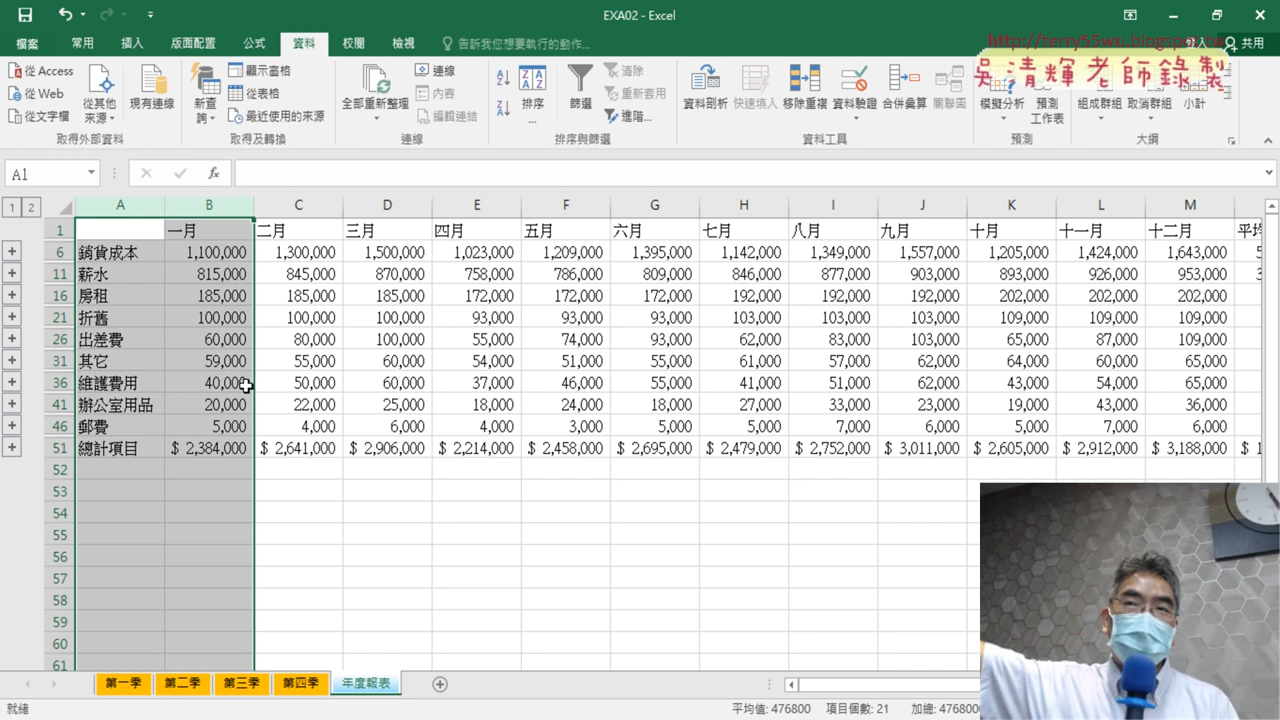 EXA02 - Excel
http://terry55wu.blogspot.tw
檔案 常用 插入 版面配置 公式 資料 校閱 檢視 告訴我您想要執行的動作... 登入 共用
吳清輝老師錄製
從 Access 從其他來源 現有連線 新查詢 顯示窗格 全部重新整理 連線 排序... 篩選 清除 資料剖析 快速填入 移除重複 資料驗證 合併彙算 關聯圖 模擬分析 預測工作表 組成群組 取消群組 小計
從 Web 從表格 內容 重新套用
從文字檔 最近使用的來源 編輯連結 進階...
取得外部資料 取得及轉換 連線 排序與篩選 資料工具 預測 大綱
A1 fx
1 2 A B C D E F G H I J K L M
1 一月 二月 三月 四月 五月 六月 七月 八月 九月 十月 十一月 十二月 平均
6 銷貨成本 1,100,000 1,300,000 1,500,000 1,023,000 1,209,000 1,395,000 1,142,000 1,349,000 1,557,000 1,205,000 1,424,000 1,643,000
11 薪水 815,000 845,000 870,000 758,000 786,000 809,000 846,000 877,000 903,000 893,000 926,000 953,000
16 房租 185,000 185,000 185,000 172,000 172,000 172,000 192,000 192,000 192,000 202,000 202,000 202,000
21 折舊 100,000 100,000 100,000 93,000 93,000 93,000 103,000 103,000 103,000 109,000 109,000 109,000
26 出差費 60,000 80,000 100,000 55,000 74,000 93,000 62,000 83,000 103,000 65,000 87,000 109,000
31 其它 59,000 55,000 60,000 54,000 51,000 55,000 61,000 57,000 62,000 64,000 60,000 65,000
36 維護費用 40,000 50,000 60,000 37,000 46,000 55,000 41,000 51,000 62,000 43,000 54,000 65,000
41 辦公室用品 20,000 22,000 25,000 18,000 24,000 18,000 27,000 33,000 23,000 19,000 43,000 36,000
46 郵費 5,000 4,000 6,000 4,000 3,000 5,000 5,000 7,000 6,000 5,000 7,000 6,000
51 總計項目 $ 2,384,000 $ 2,641,000 $ 2,906,000 $ 2,214,000 $ 2,458,000 $ 2,695,000 $ 2,479,000 $ 2,752,000 $ 3,011,000 $ 2,605,000 $ 2,912,000 $ 3,188,000 $
52
53
54
55
56
57
58
59
60
61
第一季 第二季 第三季 第四季 年度報表
就緒 平均值: 476800 項目個數: 21 加總: 476800